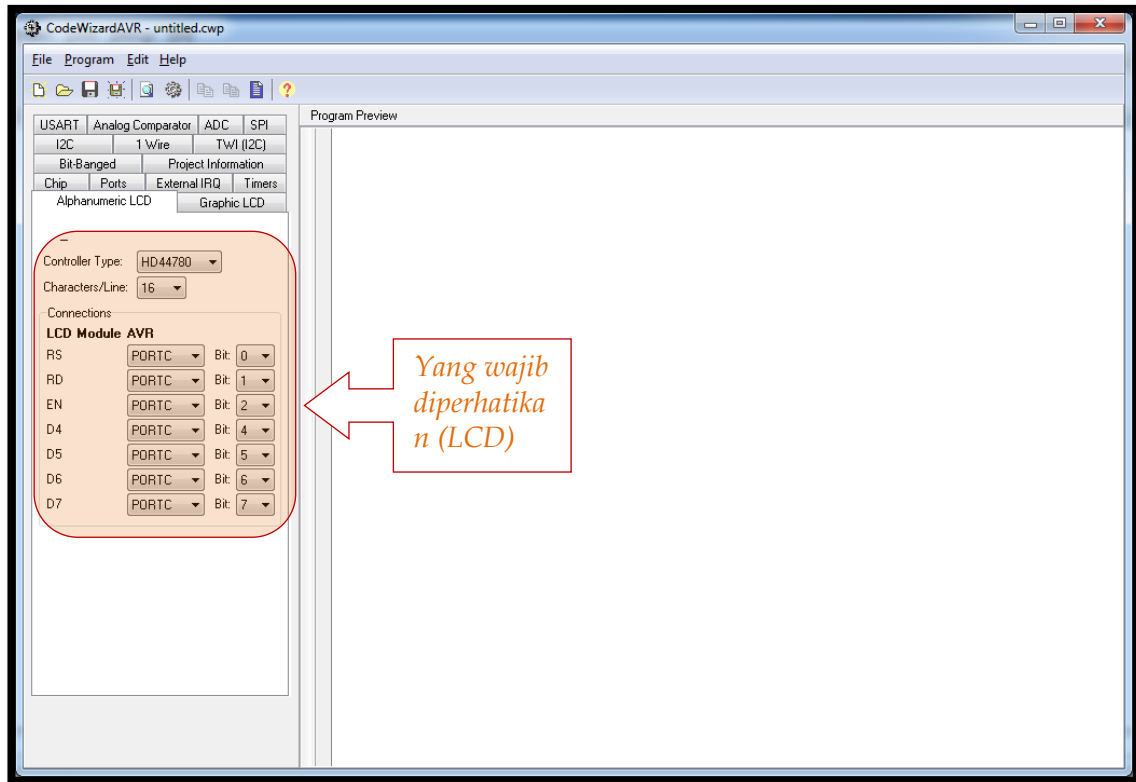 CodeWizardAVR - untitled.cwp
File Program Edit Help
USART Analog Comparator ADC SPI
I2C 1 Wire TWI (I2C)
Bit-Banged Project Information
Chip Ports External IRQ Timers
Alphanumeric LCD Graphic LCD
Controller Type: HD44780
Characters/Line: 16
Connections
LCD Module AVR
RS PORTC Bit: 0
RD PORTC Bit: 1
EN PORTC Bit: 2
D4 PORTC Bit: 4
D5 PORTC Bit: 5
D6 PORTC Bit: 6
D7 PORTC Bit: 7
Program Preview
Yang wajib
diperhatika
n (LCD)